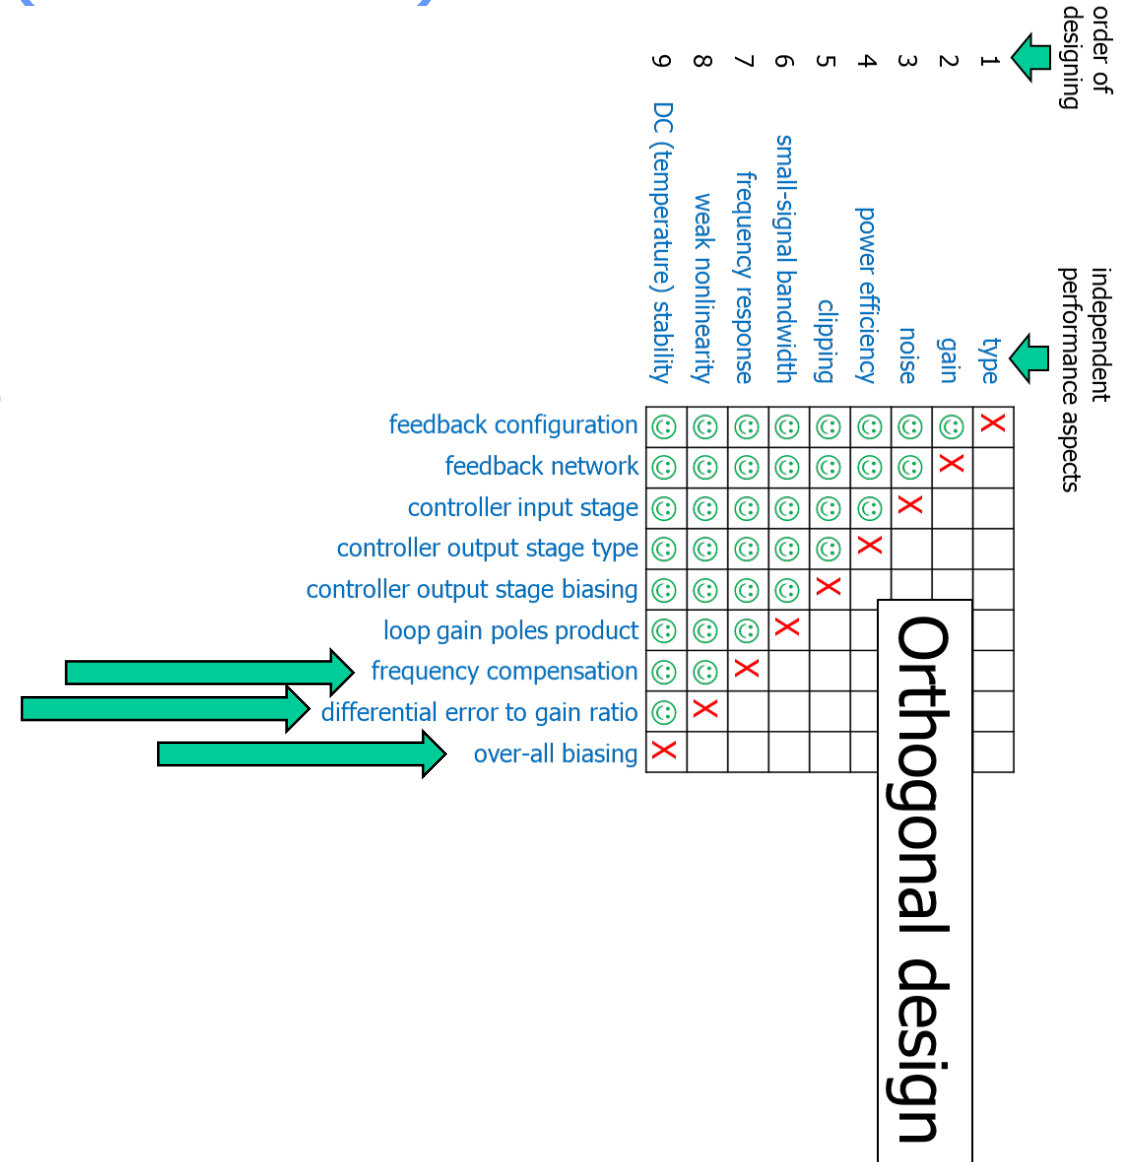 order of
designing
1
2
3
4
5
6
7
8
9
independent
performance aspects
type
gain
noise
power efficiency
clipping
small-signal bandwidth
frequency response
weak nonlinearity
DC (temperature) stability
feedback configuration
feedback network
controller input stage
controller output stage type
controller output stage biasing
loop gain poles product
frequency compensation
differential error to gain ratio
over-all biasing
X
X
X
X
X
X
X
X
X
Orthogonal design